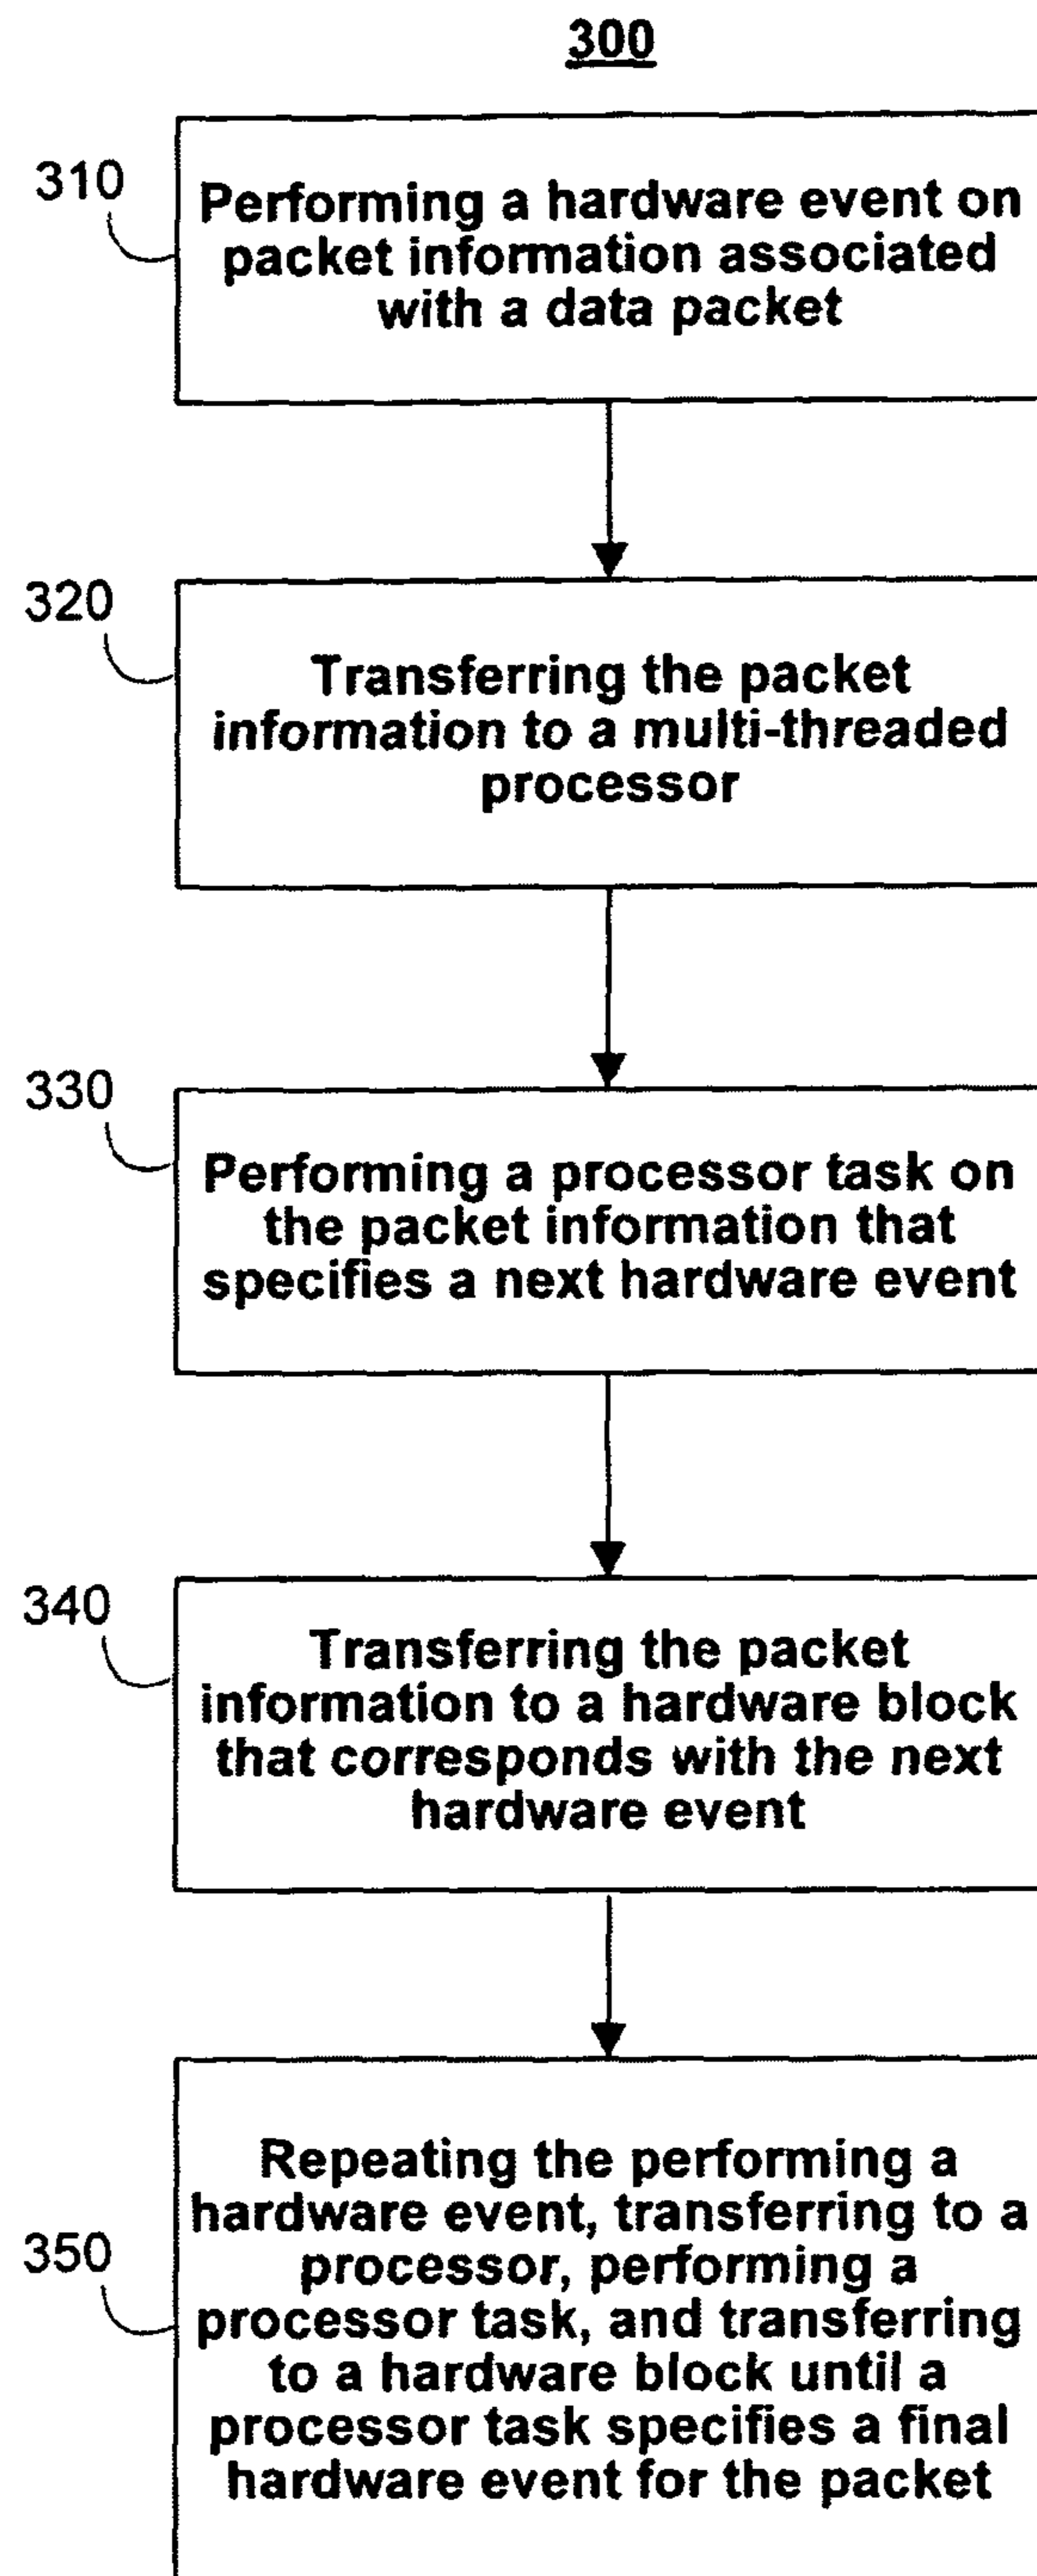 300
310
Performing a hardware event on
packet information associated
with a data packet
320
Transferring the packet
information to a multi-threaded
processor
330
Performing a processor task on
the packet information that
specifies a next hardware event
340
Transferring the packet
information to a hardware block
that corresponds with the next
hardware event
350
Repeating the performing a
hardware event, transferring to a
processor, performing a
processor task, and transferring
to a hardware block until a
processor task specifies a final
hardware event for the packet